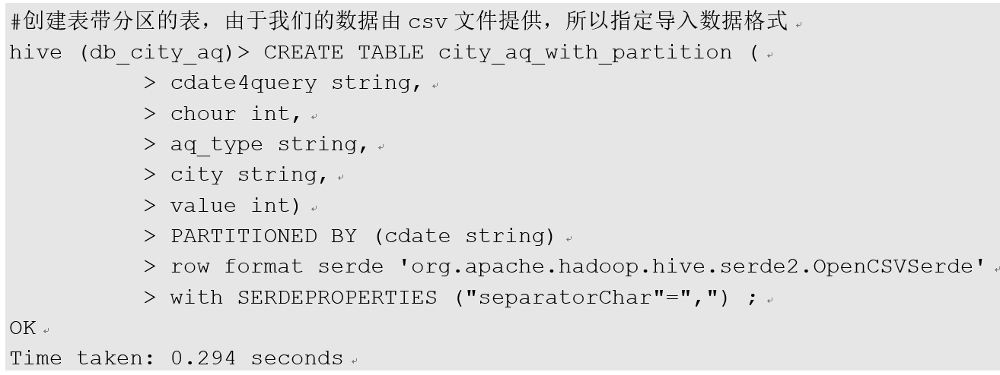 #创建表带分区的表，由于我们的数据由 csv 文件提供，所以指定导入数据格式
hive (db_city_aq)> CREATE TABLE city_aq_with_partition (
> cdate4query string,
> chour int,
> aq_type string,
> city string,
> value int)
> PARTITIONED BY (cdate string)
> row format serde 'org.apache.hadoop.hive.serde2.OpenCSVSerde'
> with SERDEPROPERTIES ("separatorChar"=",") ;
OK
Time taken: 0.294 seconds